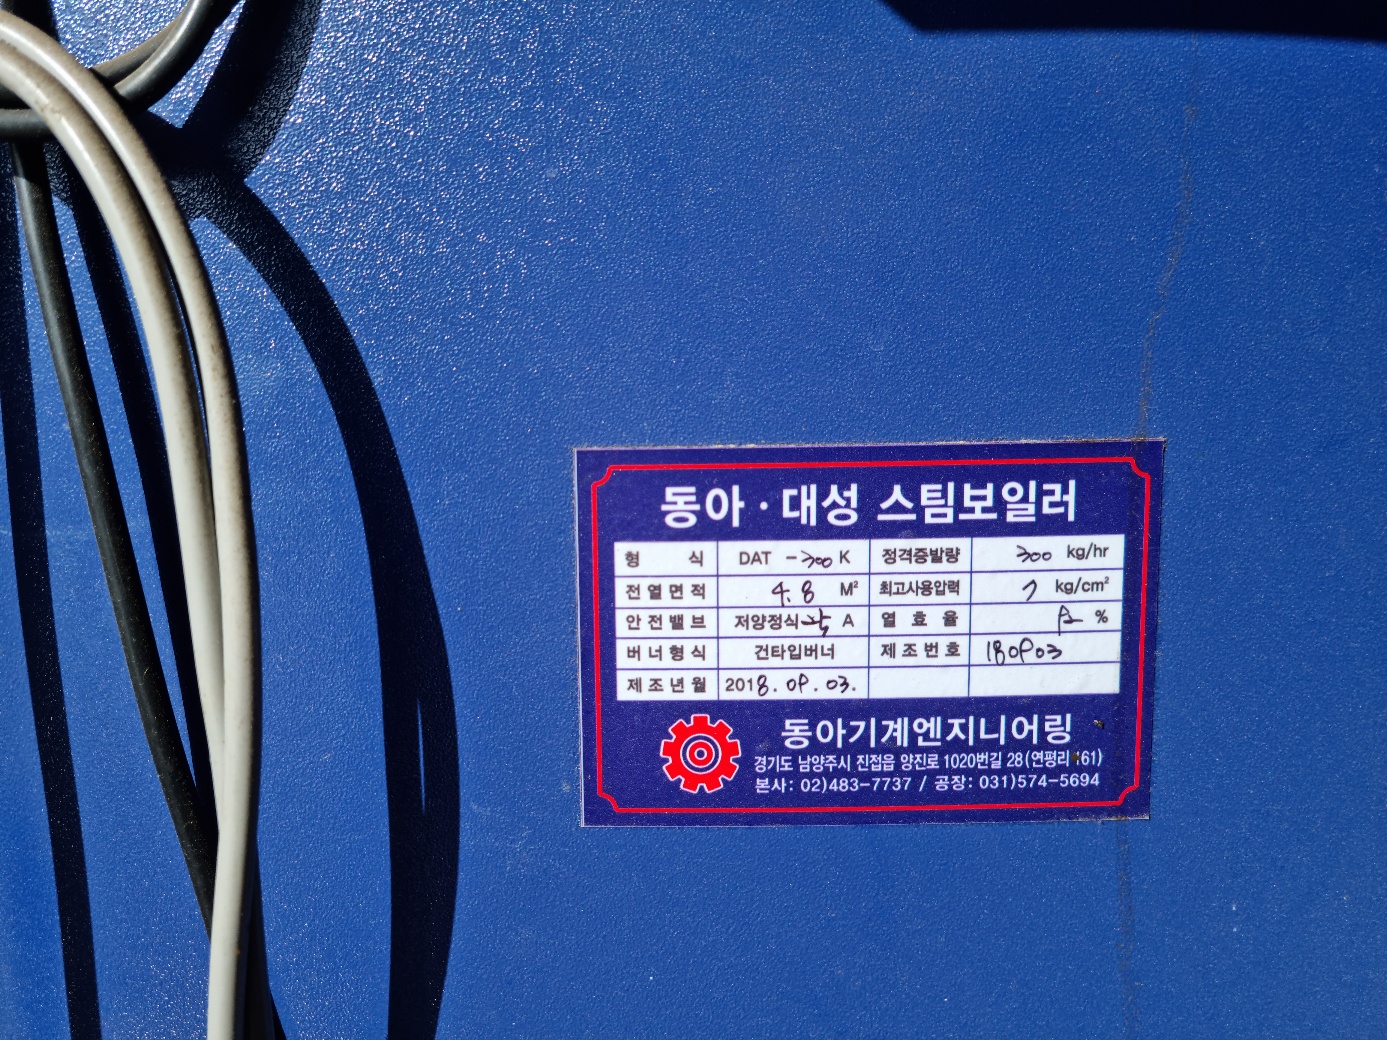 동아·대성 스팀보일러
형 식 DAT -300 K 정격증발량 300 kg/hr
전열면적 4.8 M² 최고사용압력 7 kg/cm²
안전밸브 저양정식 A 열효율 %
버너형식 건타입버너 제조번호 180903
제조년월 2018.09.03.
동아기계엔지니어링
경기도 남양주시 진접읍 양진로 1020번길 28(연평리 161)
본사: 02)483-7737 / 공장: 031)574-5694